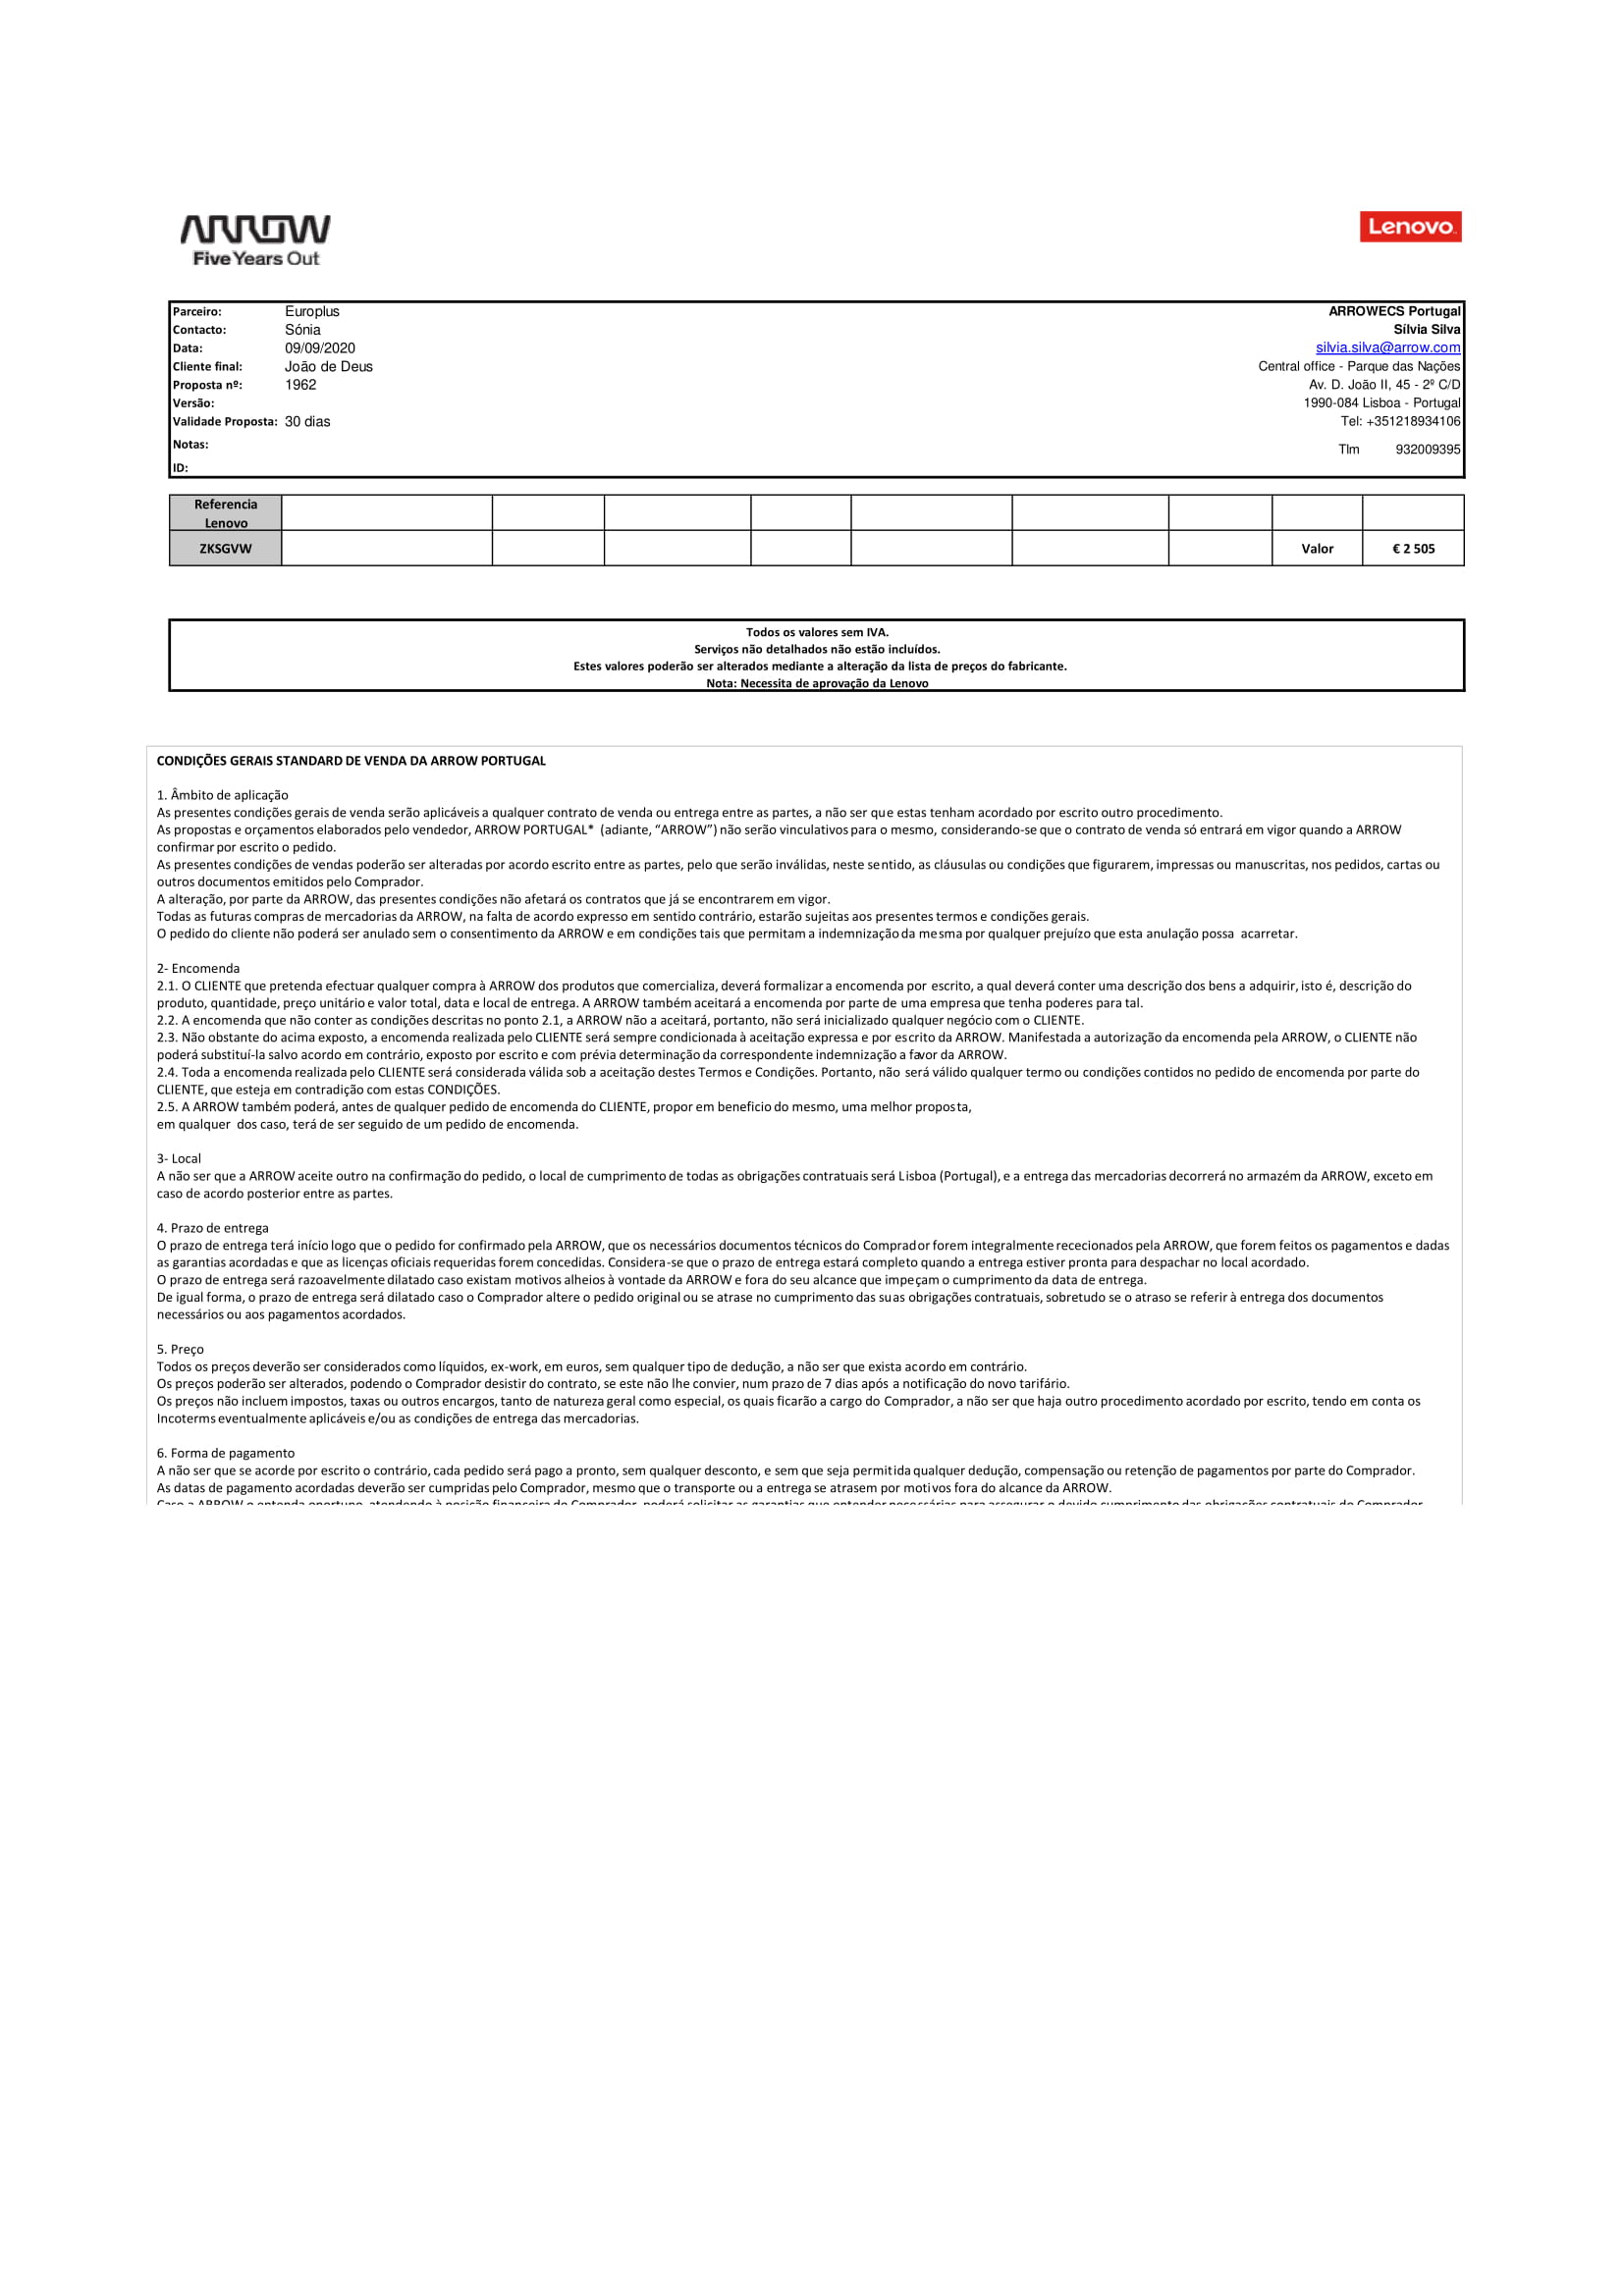 ARROW
Five Years Out
Lenovo
Parceiro: Europlus
Contacto: Sónia
Data: 09/09/2020
Cliente final: João de Deus
Proposta nº: 1962
Versão:
Validade Proposta: 30 dias
Notas:
ID:
ARROWECS Portugal
Sílvia Silva
silvia.silva@arrow.com
Central office - Parque das Nações
Av. D. João II, 45 - 2º C/D
1990-084 Lisboa - Portugal
Tel: +351218934106
Tlm 932009395
Referencia
Lenovo
ZKSGVW Valor € 2 505
Todos os valores sem IVA.
Serviços não detalhados não estão incluídos.
Estes valores poderão ser alterados mediante a alteração da lista de preços do fabricante.
Nota: Necessita de aprovação da Lenovo
CONDIÇÕES GERAIS STANDARD DE VENDA DA ARROW PORTUGAL
1. Âmbito de aplicação
As presentes condições gerais de venda serão aplicáveis a qualquer contrato de venda ou entrega entre as partes, a não ser que estas tenham acordado por escrito outro procedimento.
As propostas e orçamentos elaborados pelo vendedor, ARROW PORTUGAL* (adiante, “ARROW”) não serão vinculativos para o mesmo, considerando-se que o contrato de venda só entrará em vigor quando a ARROW
confirmar por escrito o pedido.
As presentes condições de vendas poderão ser alteradas por acordo escrito entre as partes, pelo que serão inválidas, neste sentido, as cláusulas ou condições que figurarem, impressas ou manuscritas, nos pedidos, cartas ou
outros documentos emitidos pelo Comprador.
A alteração, por parte da ARROW, das presentes condições não afetará os contratos que já se encontrarem em vigor.
Todas as futuras compras de mercadorias da ARROW, na falta de acordo expresso em sentido contrário, estarão sujeitas aos presentes termos e condições gerais.
O pedido do cliente não poderá ser anulado sem o consentimento da ARROW e em condições tais que permitam a indemnização da mesma por qualquer prejuízo que esta anulação possa acarretar.
2- Encomenda
2.1. O CLIENTE que pretenda efectuar qualquer compra à ARROW dos produtos que comercializa, deverá formalizar a encomenda por escrito, a qual deverá conter uma descrição dos bens a adquirir, isto é, descrição do
produto, quantidade, preço unitário e valor total, data e local de entrega. A ARROW também aceitará a encomenda por parte de uma empresa que tenha poderes para tal.
2.2. A encomenda que não conter as condições descritas no ponto 2.1, a ARROW não a aceitará, portanto, não será inicializado qualquer negócio com o CLIENTE.
2.3. Não obstante do acima exposto, a encomenda realizada pelo CLIENTE será sempre condicionada à aceitação expressa e por escrito da ARROW. Manifestada a autorização da encomenda pela ARROW, o CLIENTE não
poderá substituí-la salvo acordo em contrário, exposto por escrito e com prévia determinação da correspondente indemnização a favor da ARROW.
2.4. Toda a encomenda realizada pelo CLIENTE será considerada válida sob a aceitação destes Termos e Condições. Portanto, não será válido qualquer termo ou condições contidos no pedido de encomenda por parte do
CLIENTE, que esteja em contradição com estas CONDIÇÕES.
2.5. A ARROW também poderá, antes de qualquer pedido de encomenda do CLIENTE, propor em beneficio do mesmo, uma melhor proposta,
em qualquer dos caso, terá de ser seguido de um pedido de encomenda.
3- Local
A não ser que a ARROW aceite outro na confirmação do pedido, o local de cumprimento de todas as obrigações contratuais será Lisboa (Portugal), e a entrega das mercadorias decorrerá no armazém da ARROW, exceto em
caso de acordo posterior entre as partes.
4. Prazo de entrega
O prazo de entrega terá início logo que o pedido for confirmado pela ARROW, que os necessários documentos técnicos do Comprador forem integralmente rececionados pela ARROW, que forem feitos os pagamentos e dadas
as garantias acordadas e que as licenças oficiais requeridas forem concedidas. Considera-se que o prazo de entrega estará completo quando a entrega estiver pronta para despachar no local acordado.
O prazo de entrega será razoavelmente dilatado caso existam motivos alheios à vontade da ARROW e fora do seu alcance que impeçam o cumprimento da data de entrega.
De igual forma, o prazo de entrega será dilatado caso o Comprador altere o pedido original ou se atrase no cumprimento das suas obrigações contratuais, sobretudo se o atraso se referir à entrega dos documentos
necessários ou aos pagamentos acordados.
5. Preço
Todos os preços deverão ser considerados como líquidos, ex-work, em euros, sem qualquer tipo de dedução, a não ser que exista acordo em contrário.
Os preços poderão ser alterados, podendo o Comprador desistir do contrato, se este não lhe convier, num prazo de 7 dias após a notificação do novo tarifário.
Os preços não incluem impostos, taxas ou outros encargos, tanto de natureza geral como especial, os quais ficarão a cargo do Comprador, a não ser que haja outro procedimento acordado por escrito, tendo em conta os
Incoterms eventualmente aplicáveis e/ou as condições de entrega das mercadorias.
6. Forma de pagamento
A não ser que se acorde por escrito o contrário, cada pedido será pago a pronto, sem qualquer desconto, e sem que seja permitida qualquer dedução, compensação ou retenção de pagamentos por parte do Comprador.
As datas de pagamento acordadas deverão ser cumpridas pelo Comprador, mesmo que o transporte ou a entrega se atrasem por motivos fora do alcance da ARROW.
Caso a ARROW o entenda oportuno, atendendo à posição financeira do Comprador, poderá solicitar as garantias que entender necessárias para assegurar o devido cumprimento das obrigações contratuais do Comprador